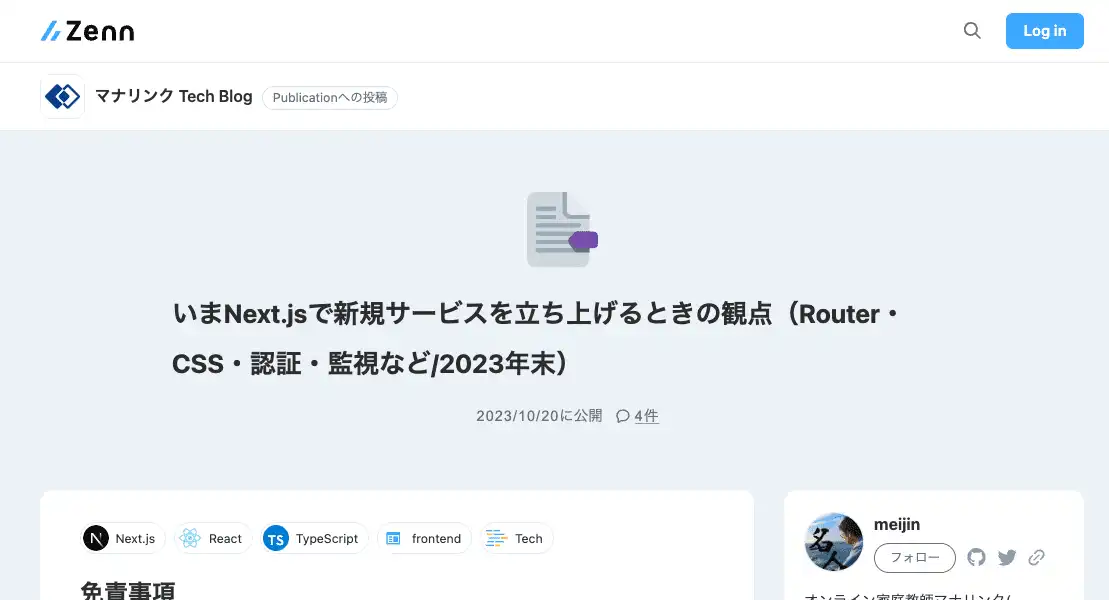 Zenn
Log in
マナリンク Tech Blog
Publicationへの投稿
いまNext.jsで新規サービスを立ち上げるときの観点（Router・
CSS・認証・監視など/2023年末）
2023/10/20に公開
4件
Next.js
React
TS TypeScript
frontend
Tech
免責事項
名人
meijin
フォロー
オンライン家庭教師マナリンク(